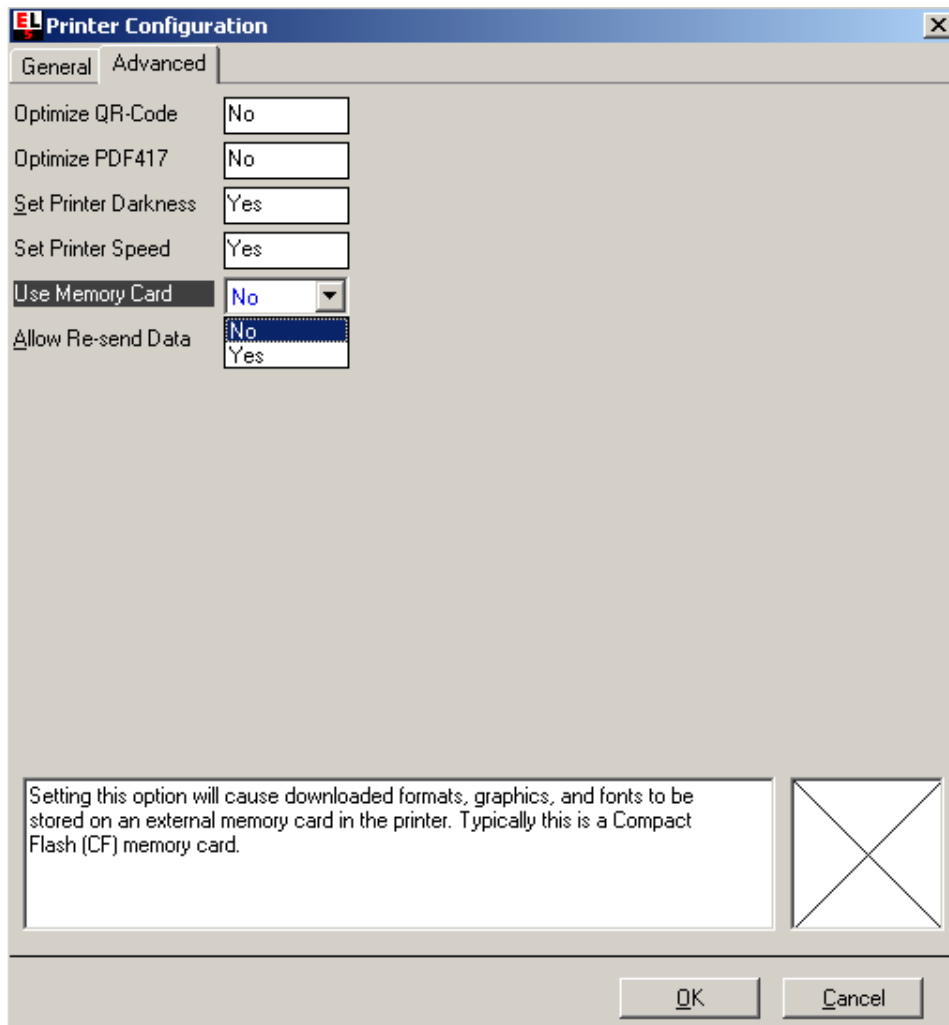 ELS Printer Configuration
General Advanced
Optimize QR-Code No
Optimize PDF417 No
Set Printer Darkness Yes
Set Printer Speed Yes
Use Memory Card No
No
Allow Re-send Data
Yes
Setting this option will cause downloaded formats, graphics, and fonts to be
stored on an external memory card in the printer. Typically this is a Compact
Flash (CF) memory card.
OK Cancel